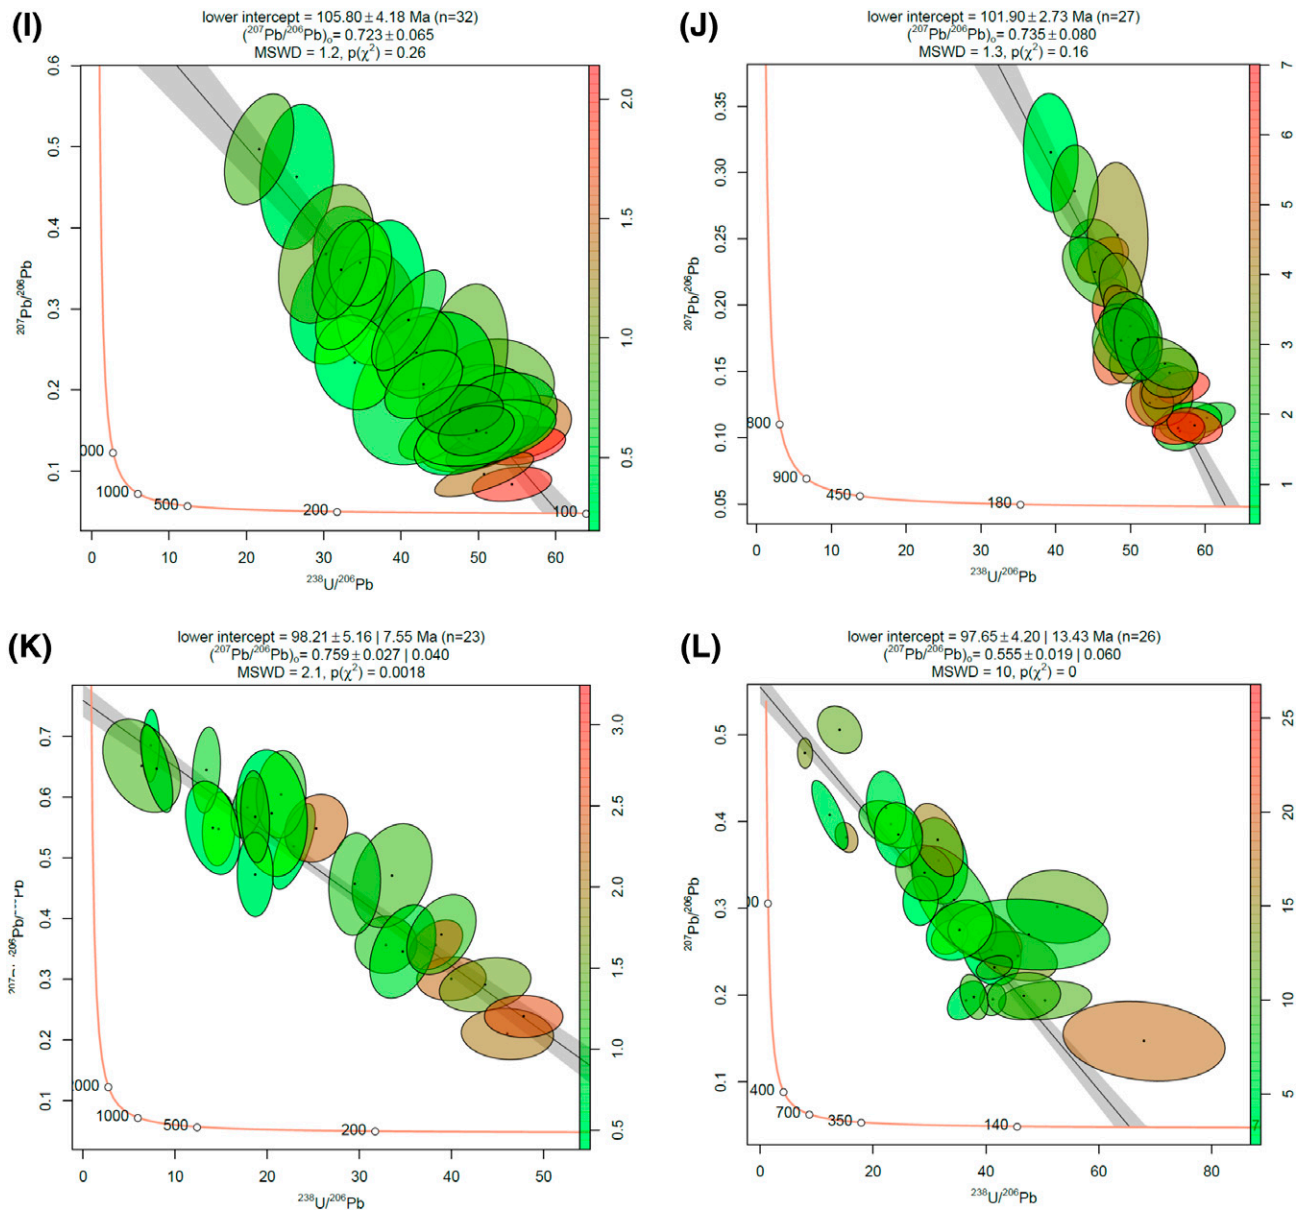 (I)
lower intercept = 105.80 ± 4.18 Ma (n=32)
(²⁰⁷Pb/²⁰⁶Pb)ₒ= 0.723 ± 0.065
MSWD = 1.2, p(χ²) = 0.26
0.6
0.5
0.4
0.3
0.2
0.1
²⁰⁷Pb/²⁰⁶Pb
000
1000
500
200
100
0 10 20 30 40 50 60
²³⁸U/²⁰⁶Pb
2.0
1.5
1.0
0.5
(J)
lower intercept = 101.90 ± 2.73 Ma (n=27)
(²⁰⁷Pb/²⁰⁶Pb)ₒ= 0.735 ± 0.080
MSWD = 1.3, p(χ²) = 0.16
0.35
0.30
0.25
0.20
0.15
0.10
0.05
²⁰⁷Pb/²⁰⁶Pb
800
900
450
180
0 10 20 30 40 50 60
²³⁸U/²⁰⁶Pb
7
6
5
4
3
2
1
(K)
lower intercept = 98.21 ± 5.16 | 7.55 Ma (n=23)
(²⁰⁷Pb/²⁰⁶Pb)ₒ= 0.759 ± 0.027 | 0.040
MSWD = 2.1, p(χ²) = 0.0018
0.7
0.6
0.5
0.4
0.3
0.2
0.1
2000
1000
500
200
0 10 20 30 40 50
²³⁸U/²⁰⁶Pb
3.0
2.5
2.0
1.5
1.0
0.5
(L)
lower intercept = 97.65 ± 4.20 | 13.43 Ma (n=26)
(²⁰⁷Pb/²⁰⁶Pb)ₒ= 0.555 ± 0.019 | 0.060
MSWD = 10, p(χ²) = 0
0.5
0.4
0.3
0.2
0.1
²⁰⁷Pb/²⁰⁶Pb
00
400
700
350
140
7
0 20 40 60 80
²³⁸U/²⁰⁶Pb
25
20
15
10
5